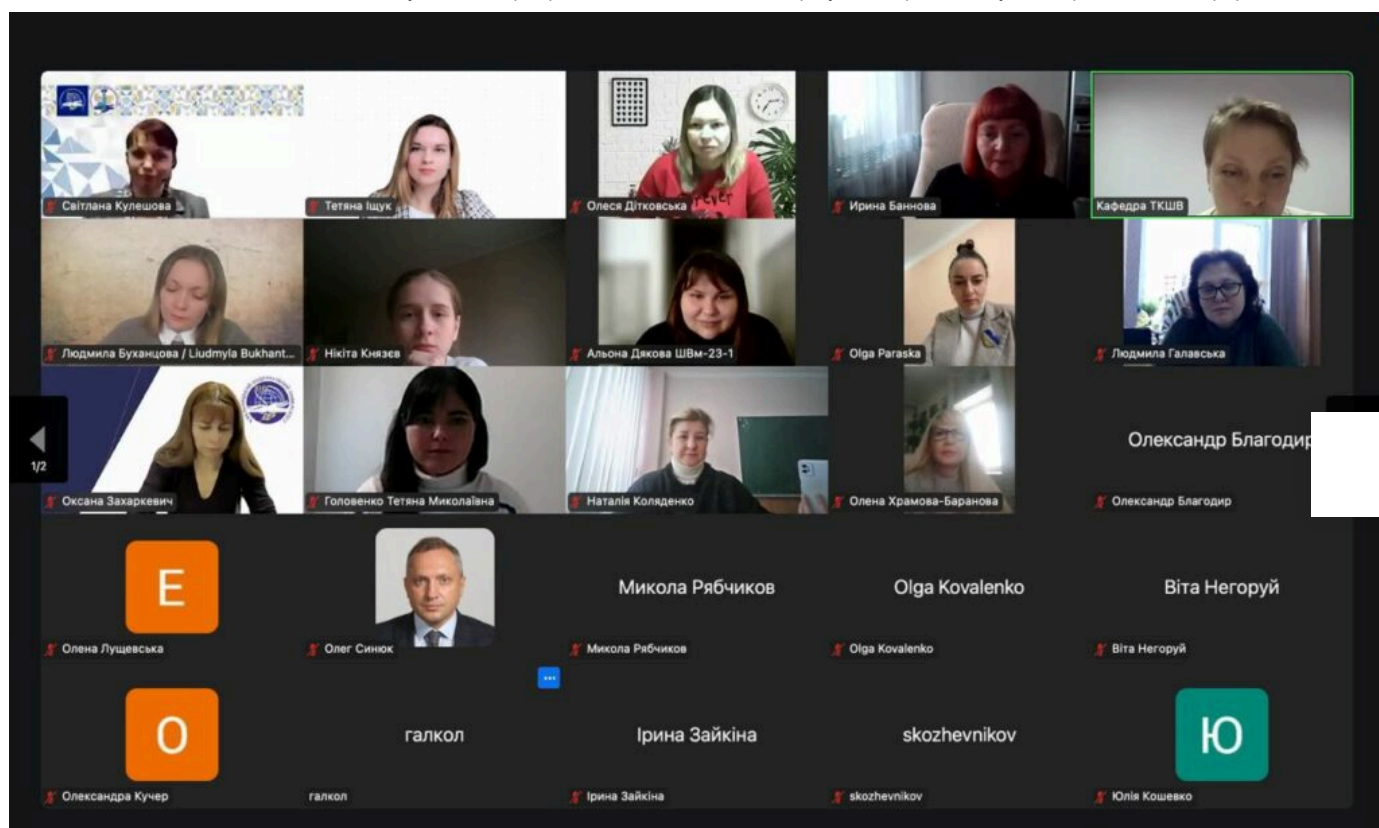 Світлана Кулешова
Тетяна Іщук
Олеся Дітковська
Ирина Баннова
Кафедра ТКШВ
Людмила Буханцова / Liudmyla Bukhant...
Нікіта Князєв
Альона Дякова ШВм-23-1
Olga Paraska
Людмила Галавська
Оксана Захаркевич
Головенко Тетяна Миколаївна
Наталія Коляденко
Олена Храмова-Баранова
Олександр Благодир
Олександр Благодир
1/2
E
Олена Лущевська
Олег Синюк
Микола Рябчиков
Микола Рябчиков
Olga Kovalenko
Olga Kovalenko
Віта Негоруй
Віта Негоруй
О
Олександра Кучер
галкол
галкол
Ірина Зайкіна
Ірина Зайкіна
skozhevnikov
skozhevnikov
Ю
Юлія Кошевко